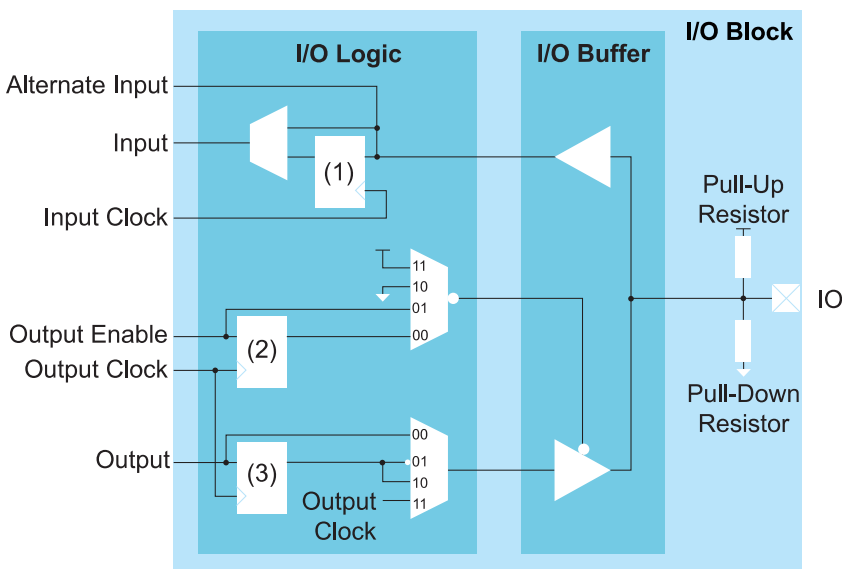 I/O Block
I/O Logic
I/O Buffer
Alternate Input
Input
(1)
Input Clock
Pull-Up
Resistor
11
10
01
00
IO
Output Enable
(2)
Output Clock
Pull-Down
Resistor
00
01
10
11
Output
(3)
Output
Clock